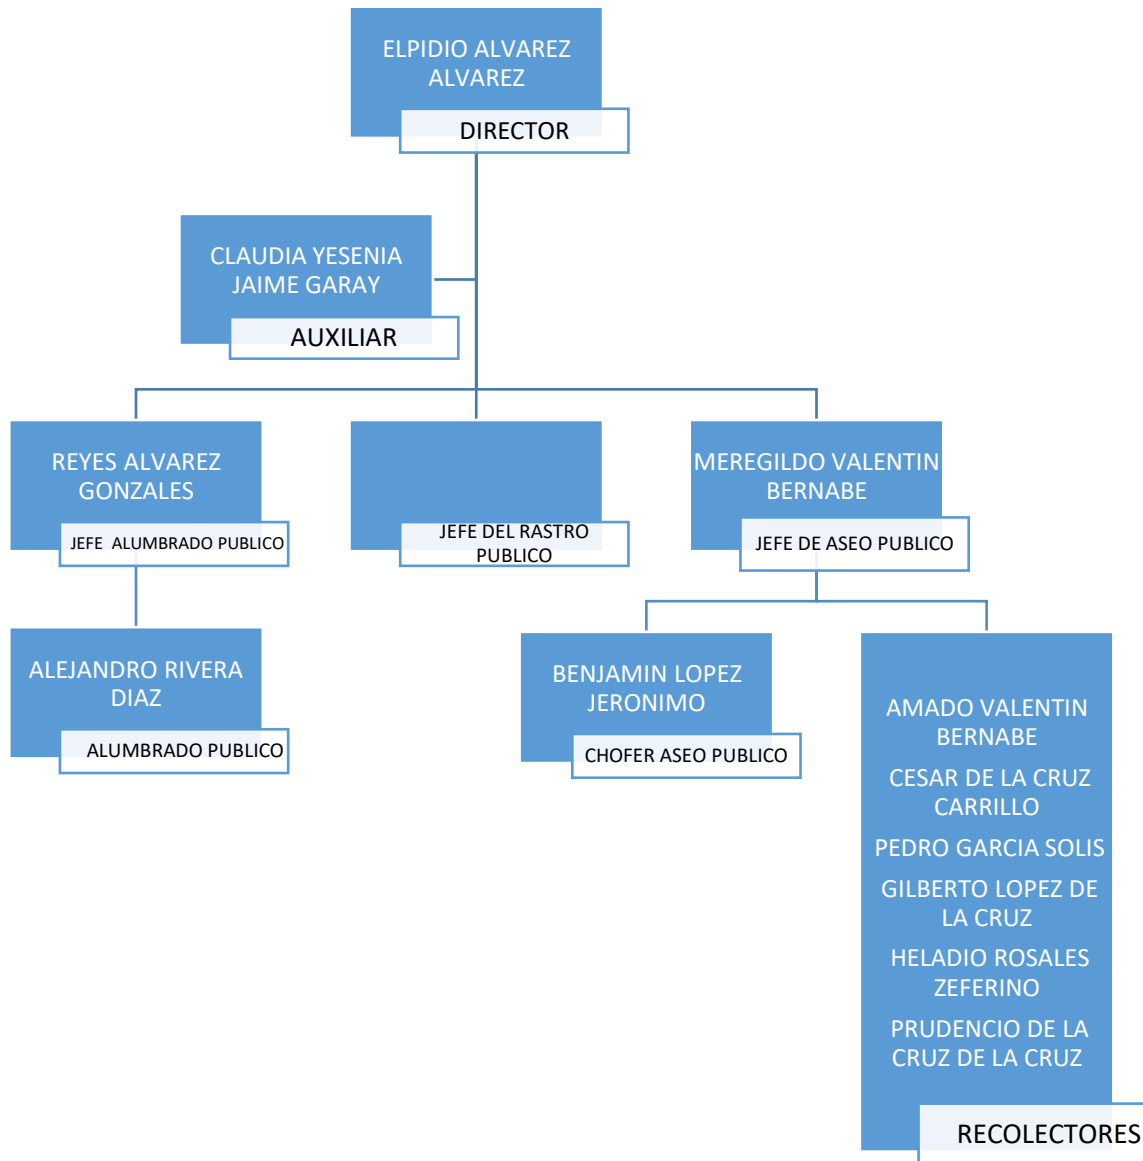 ELPIDIO ALVAREZ
ALVAREZ
DIRECTOR
CLAUDIA YESENIA
JAIME GARAY
AUXILIAR
REYES ALVAREZ
GONZALES
JEFE ALUMBRADO PUBLICO
JEFE DEL RASTRO
PUBLICO
MEREGILDO VALENTIN
BERNABE
JEFE DE ASEO PUBLICO
ALEJANDRO RIVERA
DIAZ
ALUMBRADO PUBLICO
BENJAMIN LOPEZ
JERONIMO
CHOFER ASEO PUBLICO
AMADO VALENTIN
BERNABE
CESAR DE LA CRUZ
CARRILLO
PEDRO GARCIA SOLIS
GILBERTO LOPEZ DE
LA CRUZ
HELADIO ROSALES
ZEFERINO
PRUDENCIO DE LA
CRUZ DE LA CRUZ
RECOLECTORES